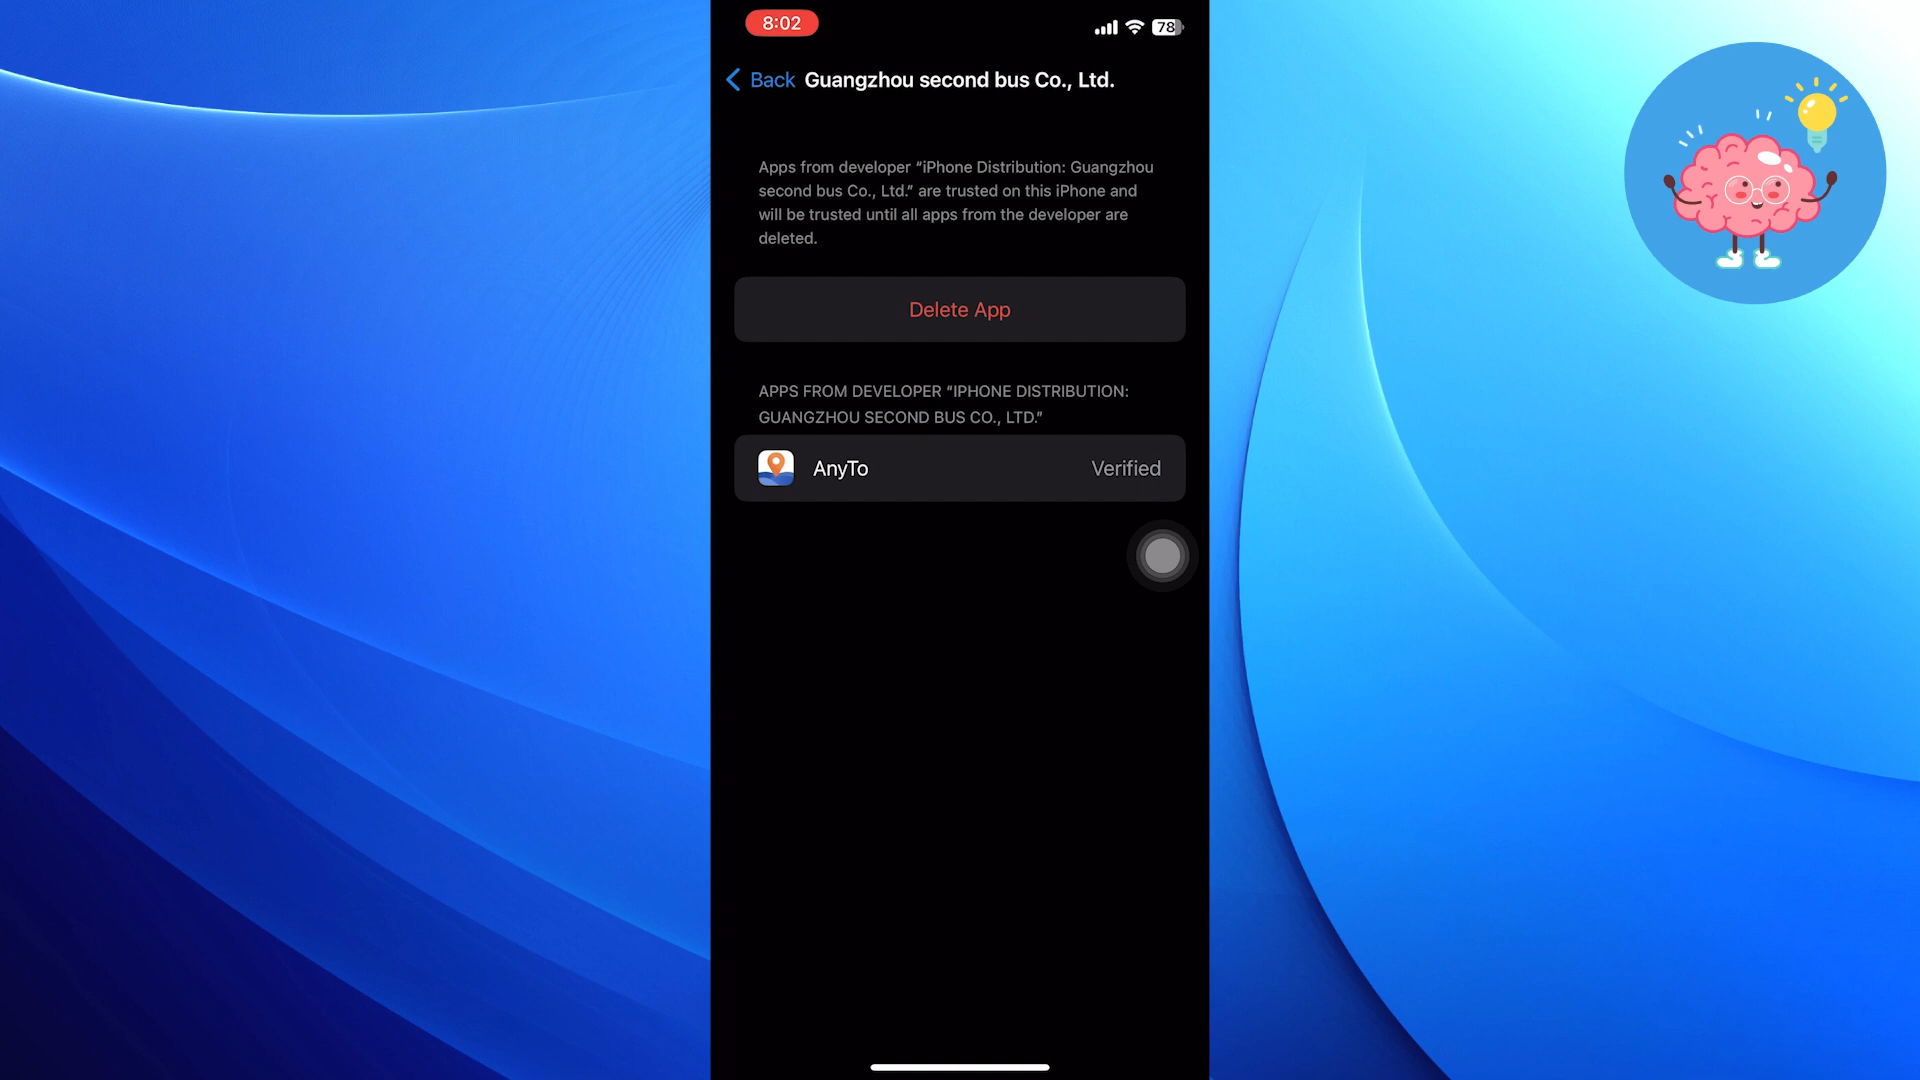 8:02
78
Back Guangzhou second bus Co., Ltd.
Apps from developer “iPhone Distribution: Guangzhou
second bus Co., Ltd.” are trusted on this iPhone and
will be trusted until all apps from the developer are
deleted.
Delete App
APPS FROM DEVELOPER “IPHONE DISTRIBUTION:
GUANGZHOU SECOND BUS CO., LTD.”
AnyTo Verified